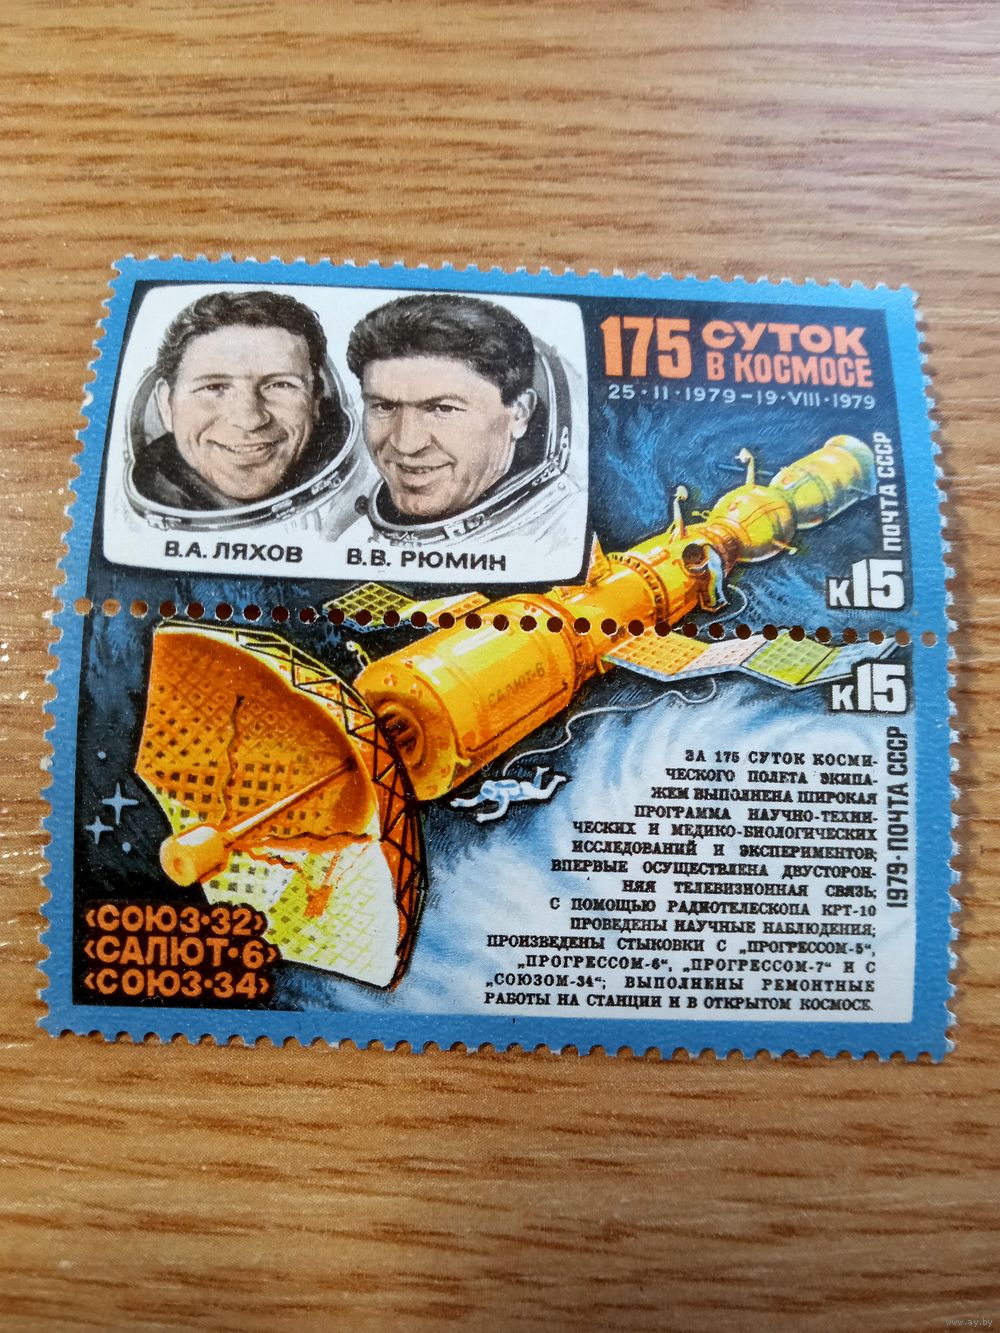 175 СУТОК
В КОСМОСЕ
25·II·1979–19·VIII·1979
В.А. ЛЯХОВ В.В. РЮМИН
ПОЧТА СССР
К15
К15
1979·ПОЧТА СССР
САЛЮТ·6
ЗА 175 СУТОК КОСМИ-
ЧЕСКОГО ПОЛЕТА ЭКИПА-
ЖЕМ ВЫПОЛНЕНА ШИРОКАЯ
ПРОГРАММА НАУЧНО-ТЕХНИ-
ЧЕСКИХ И МЕДИКО-БИОЛОГИЧЕСКИХ
ИССЛЕДОВАНИЙ И ЭКСПЕРИМЕНТОВ;
ВПЕРВЫЕ ОСУЩЕСТВЛЕНА ДВУСТОРОН-
НЯЯ ТЕЛЕВИЗИОННАЯ СВЯЗЬ;
С ПОМОЩЬЮ РАДИОТЕЛЕСКОПА КРТ-10
ПРОВЕДЕНЫ НАУЧНЫЕ НАБЛЮДЕНИЯ;
ПРОИЗВЕДЕНЫ СТЫКОВКИ С „ПРОГРЕССОМ-5“,
„ПРОГРЕССОМ-6“, „ПРОГРЕССОМ-7“ И С
„СОЮЗОМ-34“; ВЫПОЛНЕНЫ РЕМОНТНЫЕ
РАБОТЫ НА СТАНЦИИ И В ОТКРЫТОМ КОСМОСЕ.
‹СОЮЗ·32›
‹САЛЮТ·6›
‹СОЮЗ·34›
www.ay.by